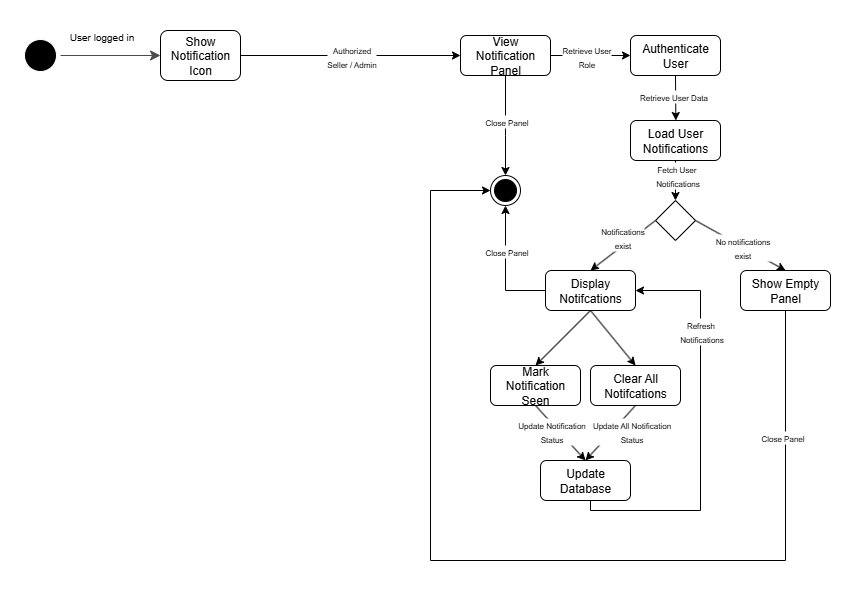 User logged in
Show
Notification
Icon
Authorized
Seller / Admin
View
Notification
Panel
Retrieve User
Role
Authenticate
User
Close Panel
Retrieve User Data
Load User
Notifications
Fetch User
Notifications
Notifications
exist
No notifications
exist
Close Panel
Display
Notifcations
Show Empty
Panel
Refresh
Notifications
Mark
Notification
Seen
Clear All
Notifcations
Update Notification
Status
Update All Notification
Status
Close Panel
Update
Database